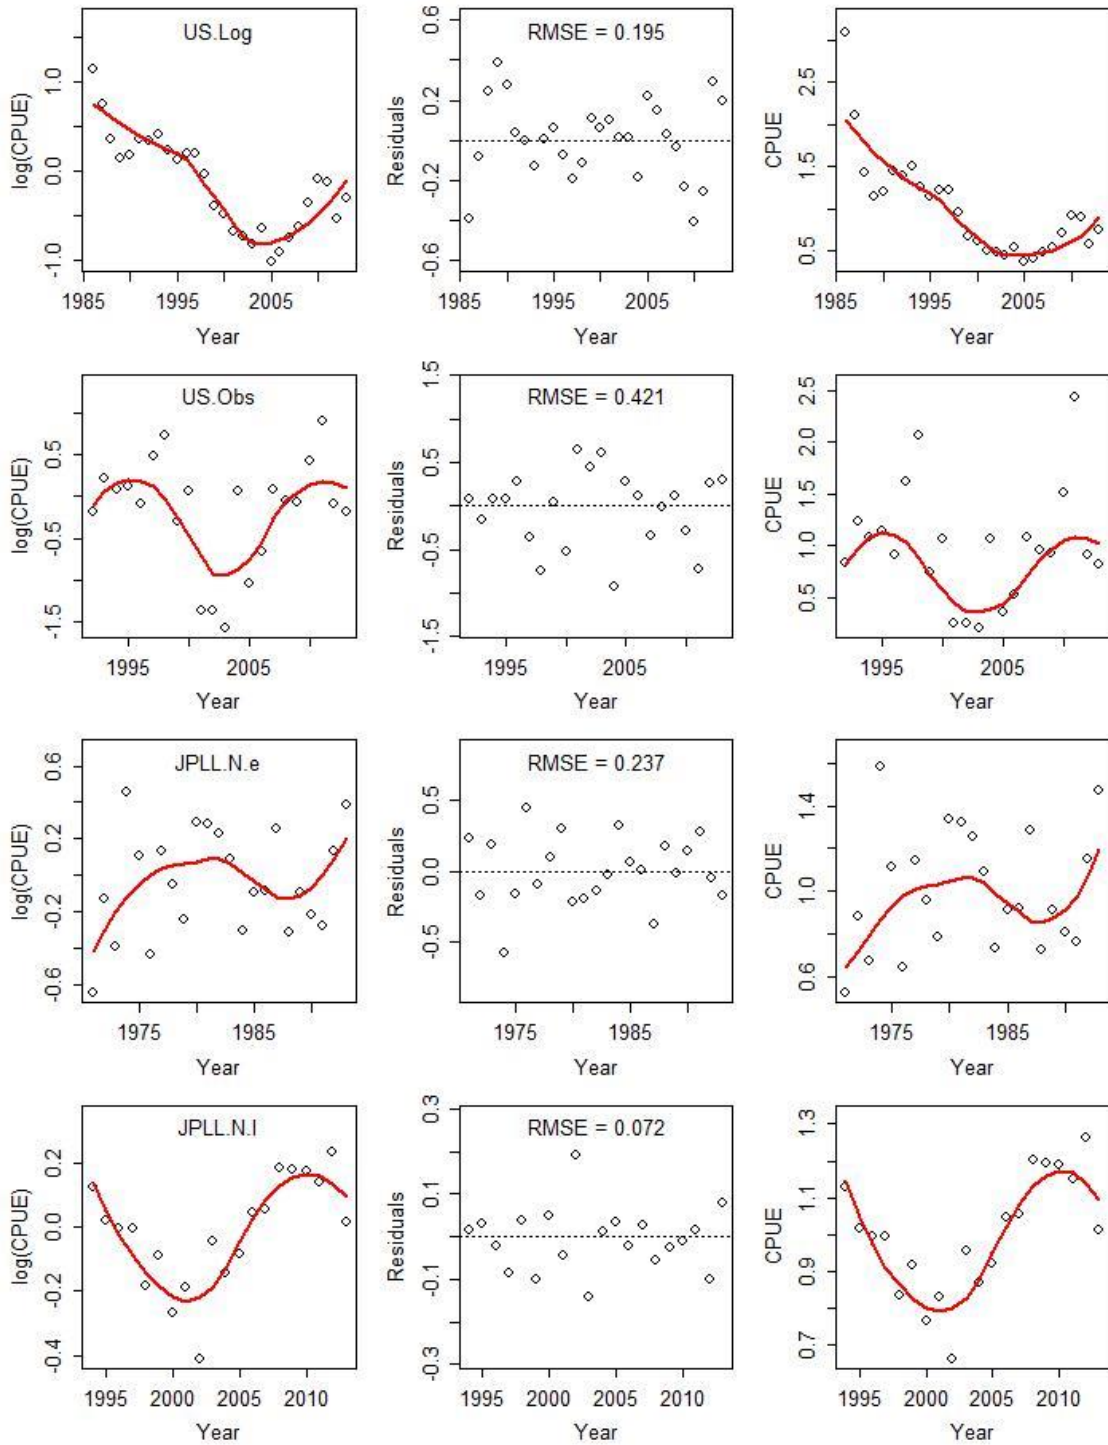 US.Log
log(CPUE)
-1.0 0.0 1.0
1985 1995 2005
Year
RMSE = 0.195
Residuals
-0.6 -0.2 0.2 0.6
1985 1995 2005
Year
CPUE
0.5 1.5 2.5
1985 1995 2005
Year
US.Obs
log(CPUE)
-1.5 -0.5 0.5
1995 2005
Year
RMSE = 0.421
Residuals
-1.5 -0.5 0.5 1.5
1995 2005
Year
CPUE
0.5 1.0 1.5 2.0 2.5
1995 2005
Year
JPLL.N.e
log(CPUE)
-0.6 -0.2 0.2 0.6
1975 1985
Year
RMSE = 0.237
Residuals
-0.5 0.0 0.5
1975 1985
Year
CPUE
0.6 1.0 1.4
1975 1985
Year
JPLL.N.l
log(CPUE)
-0.4 -0.2 0.0 0.2
1995 2000 2005 2010
Year
RMSE = 0.072
Residuals
-0.3 -0.1 0.1 0.3
1995 2000 2005 2010
Year
CPUE
0.7 0.9 1.1 1.3
1995 2000 2005 2010
Year